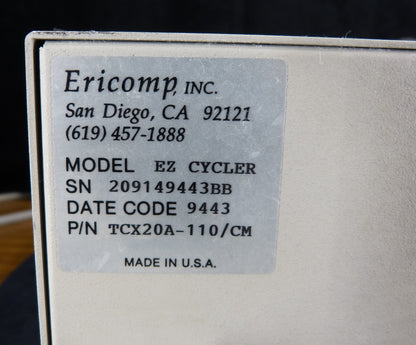 Ericomp, INC.
San Diego, CA 92121
(619) 457-1888
MODEL EZ CYCLER
SN 209149443BB
DATE CODE 9443
P/N TCX20A-110/CM
MADE IN U.S.A.